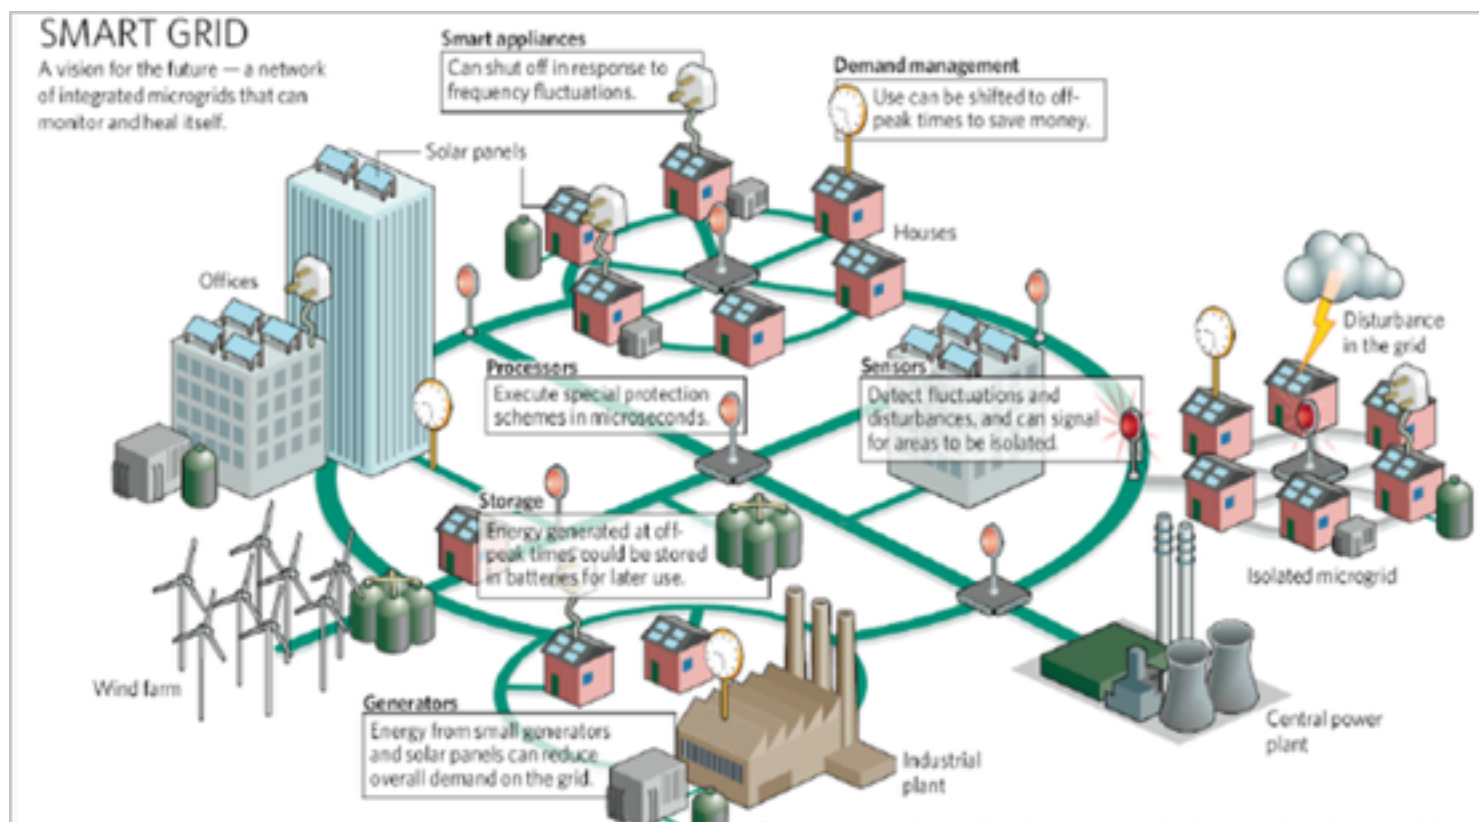 SMART GRID
A vision for the future — a network
of integrated microgrids that can
monitor and heal itself.
Smart appliances
Can shut off in response to
frequency fluctuations.
Demand management
Use can be shifted to off-
peak times to save money.
Solar panels
Houses
Offices
Disturbance
in the grid
Processors
Execute special protection
schemes in microseconds.
Sensors
Detect fluctuations and
disturbances, and can signal
for areas to be isolated.
Storage
Energy generated at off-
peak times could be stored
in batteries for later use.
Isolated microgrid
Wind farm
Generators
Energy from small generators
and solar panels can reduce
overall demand on the grid.
Industrial
plant
Central power
plant